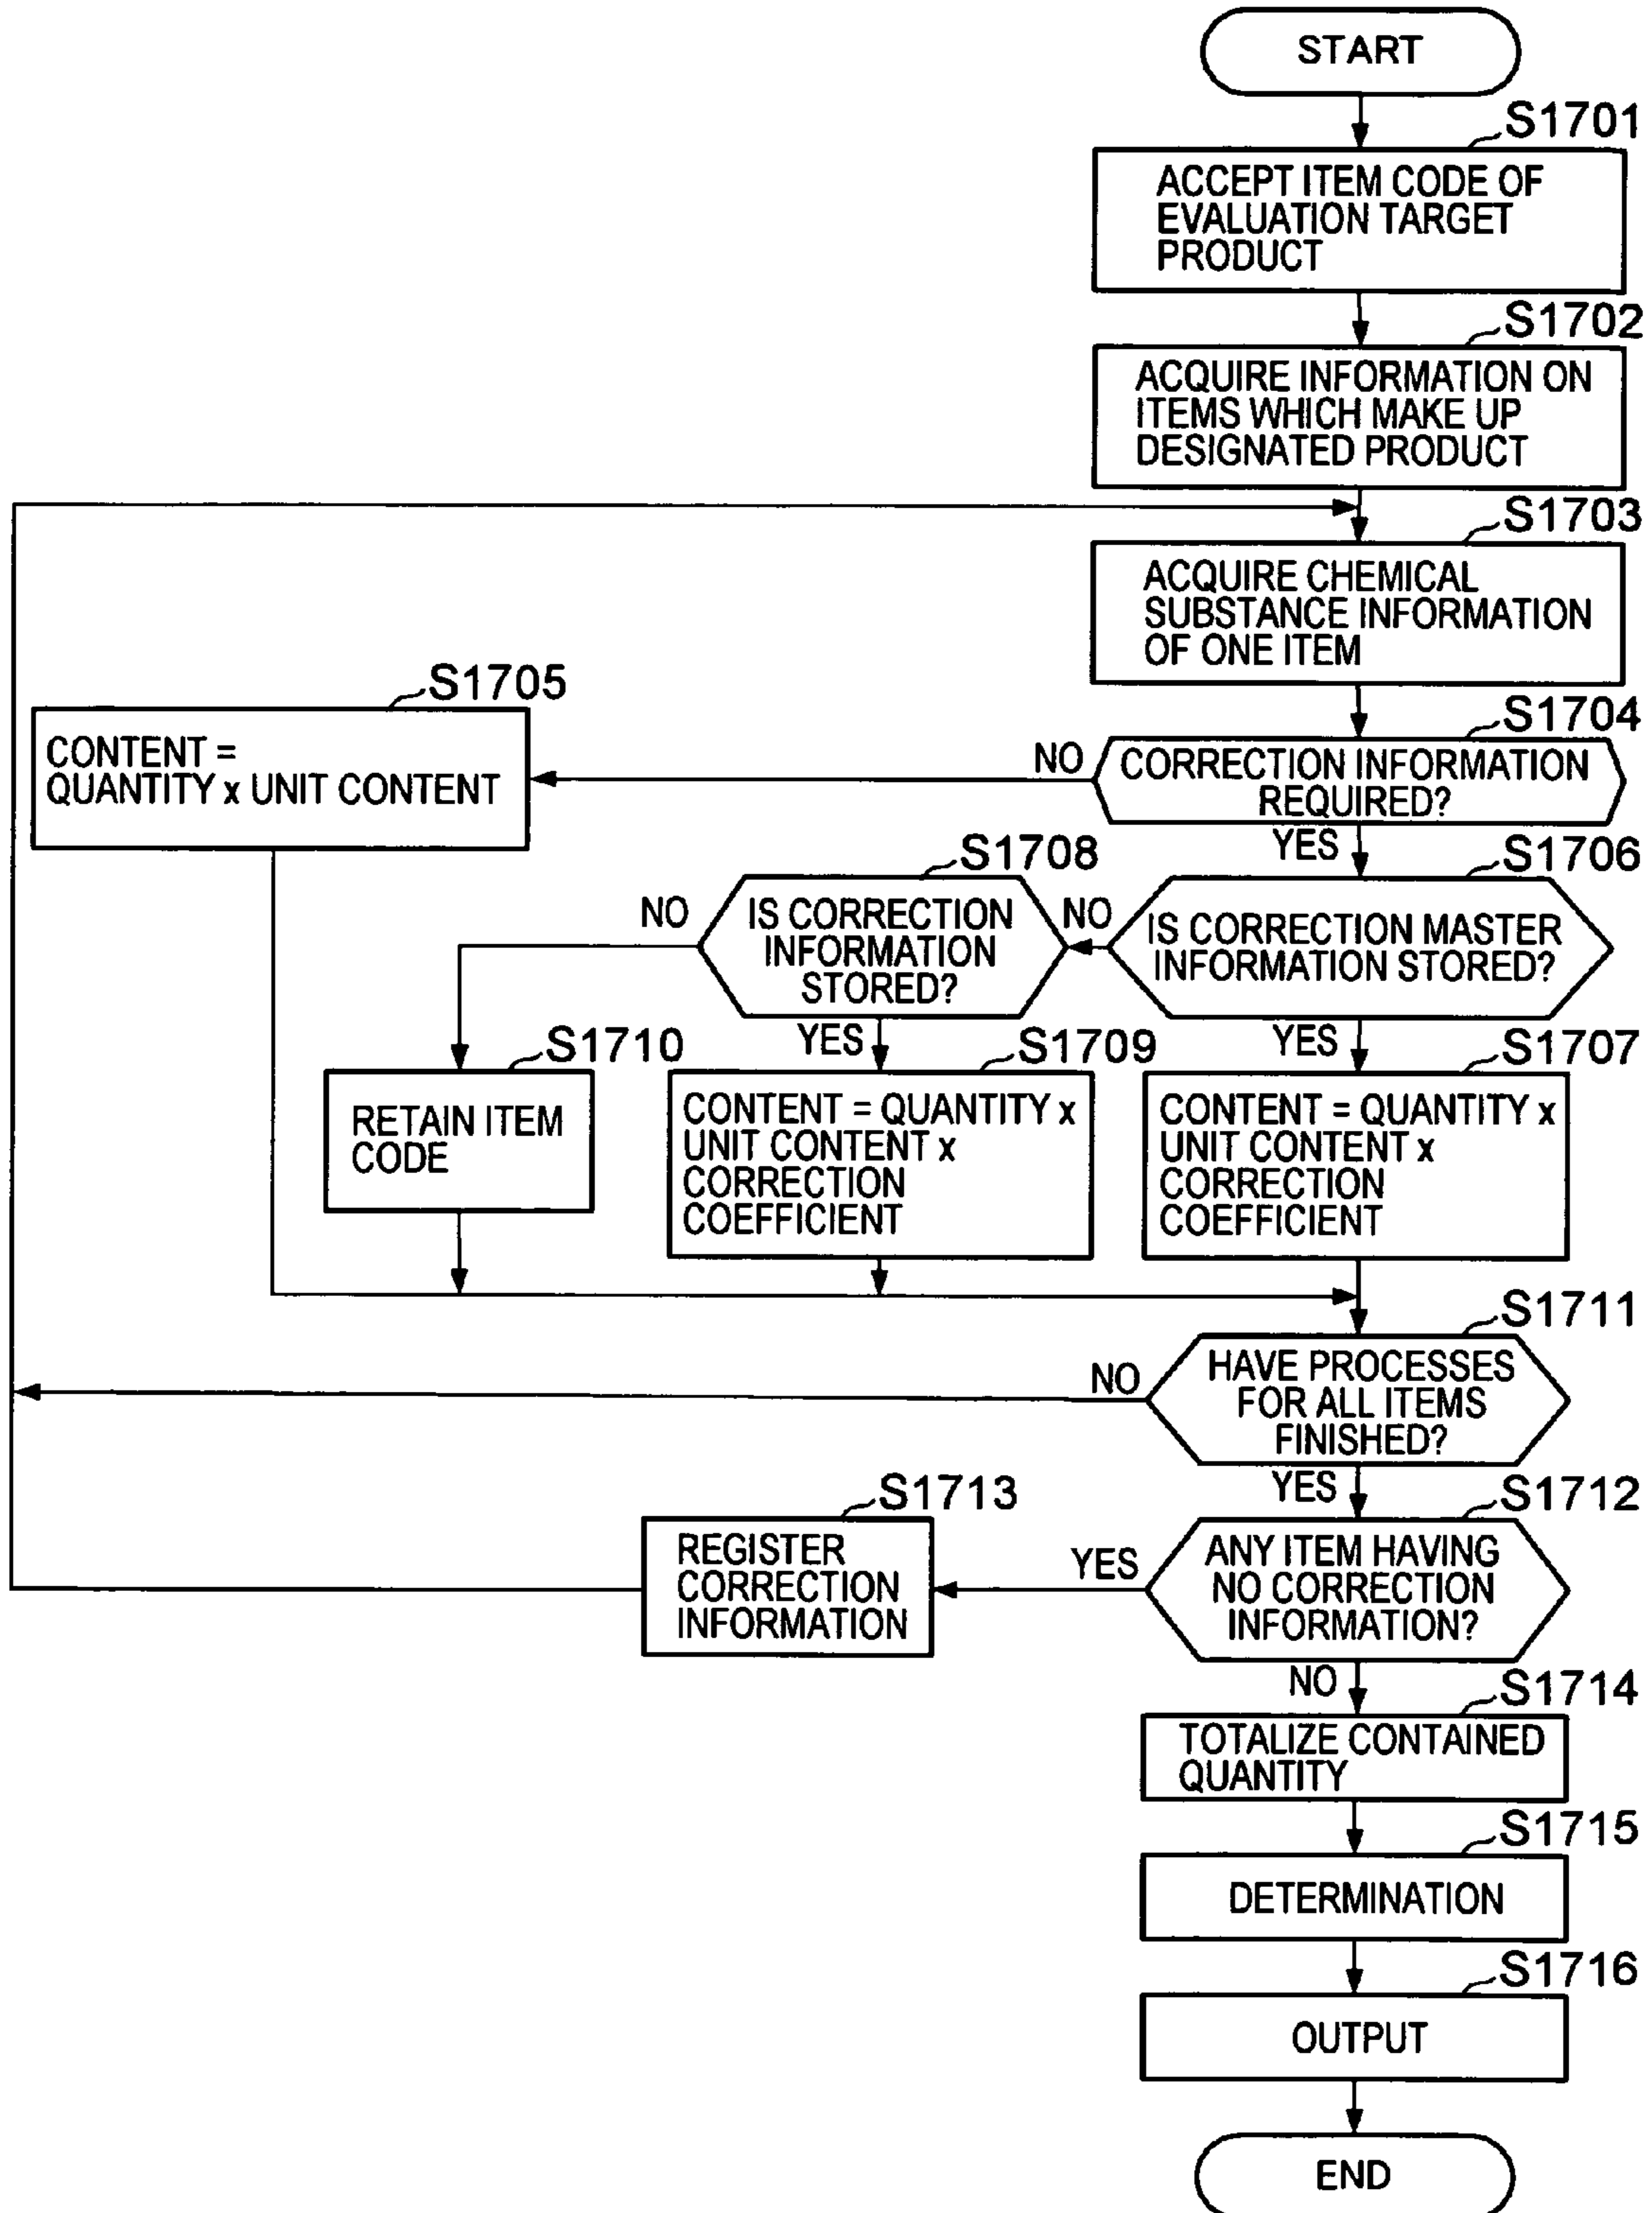 START
S1701
ACCEPT ITEM CODE OF
EVALUATION TARGET
PRODUCT
S1702
ACQUIRE INFORMATION ON
ITEMS WHICH MAKE UP
DESIGNATED PRODUCT
S1703
ACQUIRE CHEMICAL
SUBSTANCE INFORMATION
OF ONE ITEM
S1704
CORRECTION INFORMATION
REQUIRED?
NO
YES
S1705
CONTENT =
QUANTITY x UNIT CONTENT
S1706
IS CORRECTION MASTER
INFORMATION STORED?
NO
YES
S1708
IS CORRECTION
INFORMATION
STORED?
NO
YES
S1710
RETAIN ITEM
CODE
S1709
CONTENT = QUANTITY x
UNIT CONTENT x
CORRECTION
COEFFICIENT
S1707
CONTENT = QUANTITY x
UNIT CONTENT x
CORRECTION
COEFFICIENT
S1711
HAVE PROCESSES
FOR ALL ITEMS
FINISHED?
NO
YES
S1712
ANY ITEM HAVING
NO CORRECTION
INFORMATION?
YES
NO
S1713
REGISTER
CORRECTION
INFORMATION
S1714
TOTALIZE CONTAINED
QUANTITY
S1715
DETERMINATION
S1716
OUTPUT
END